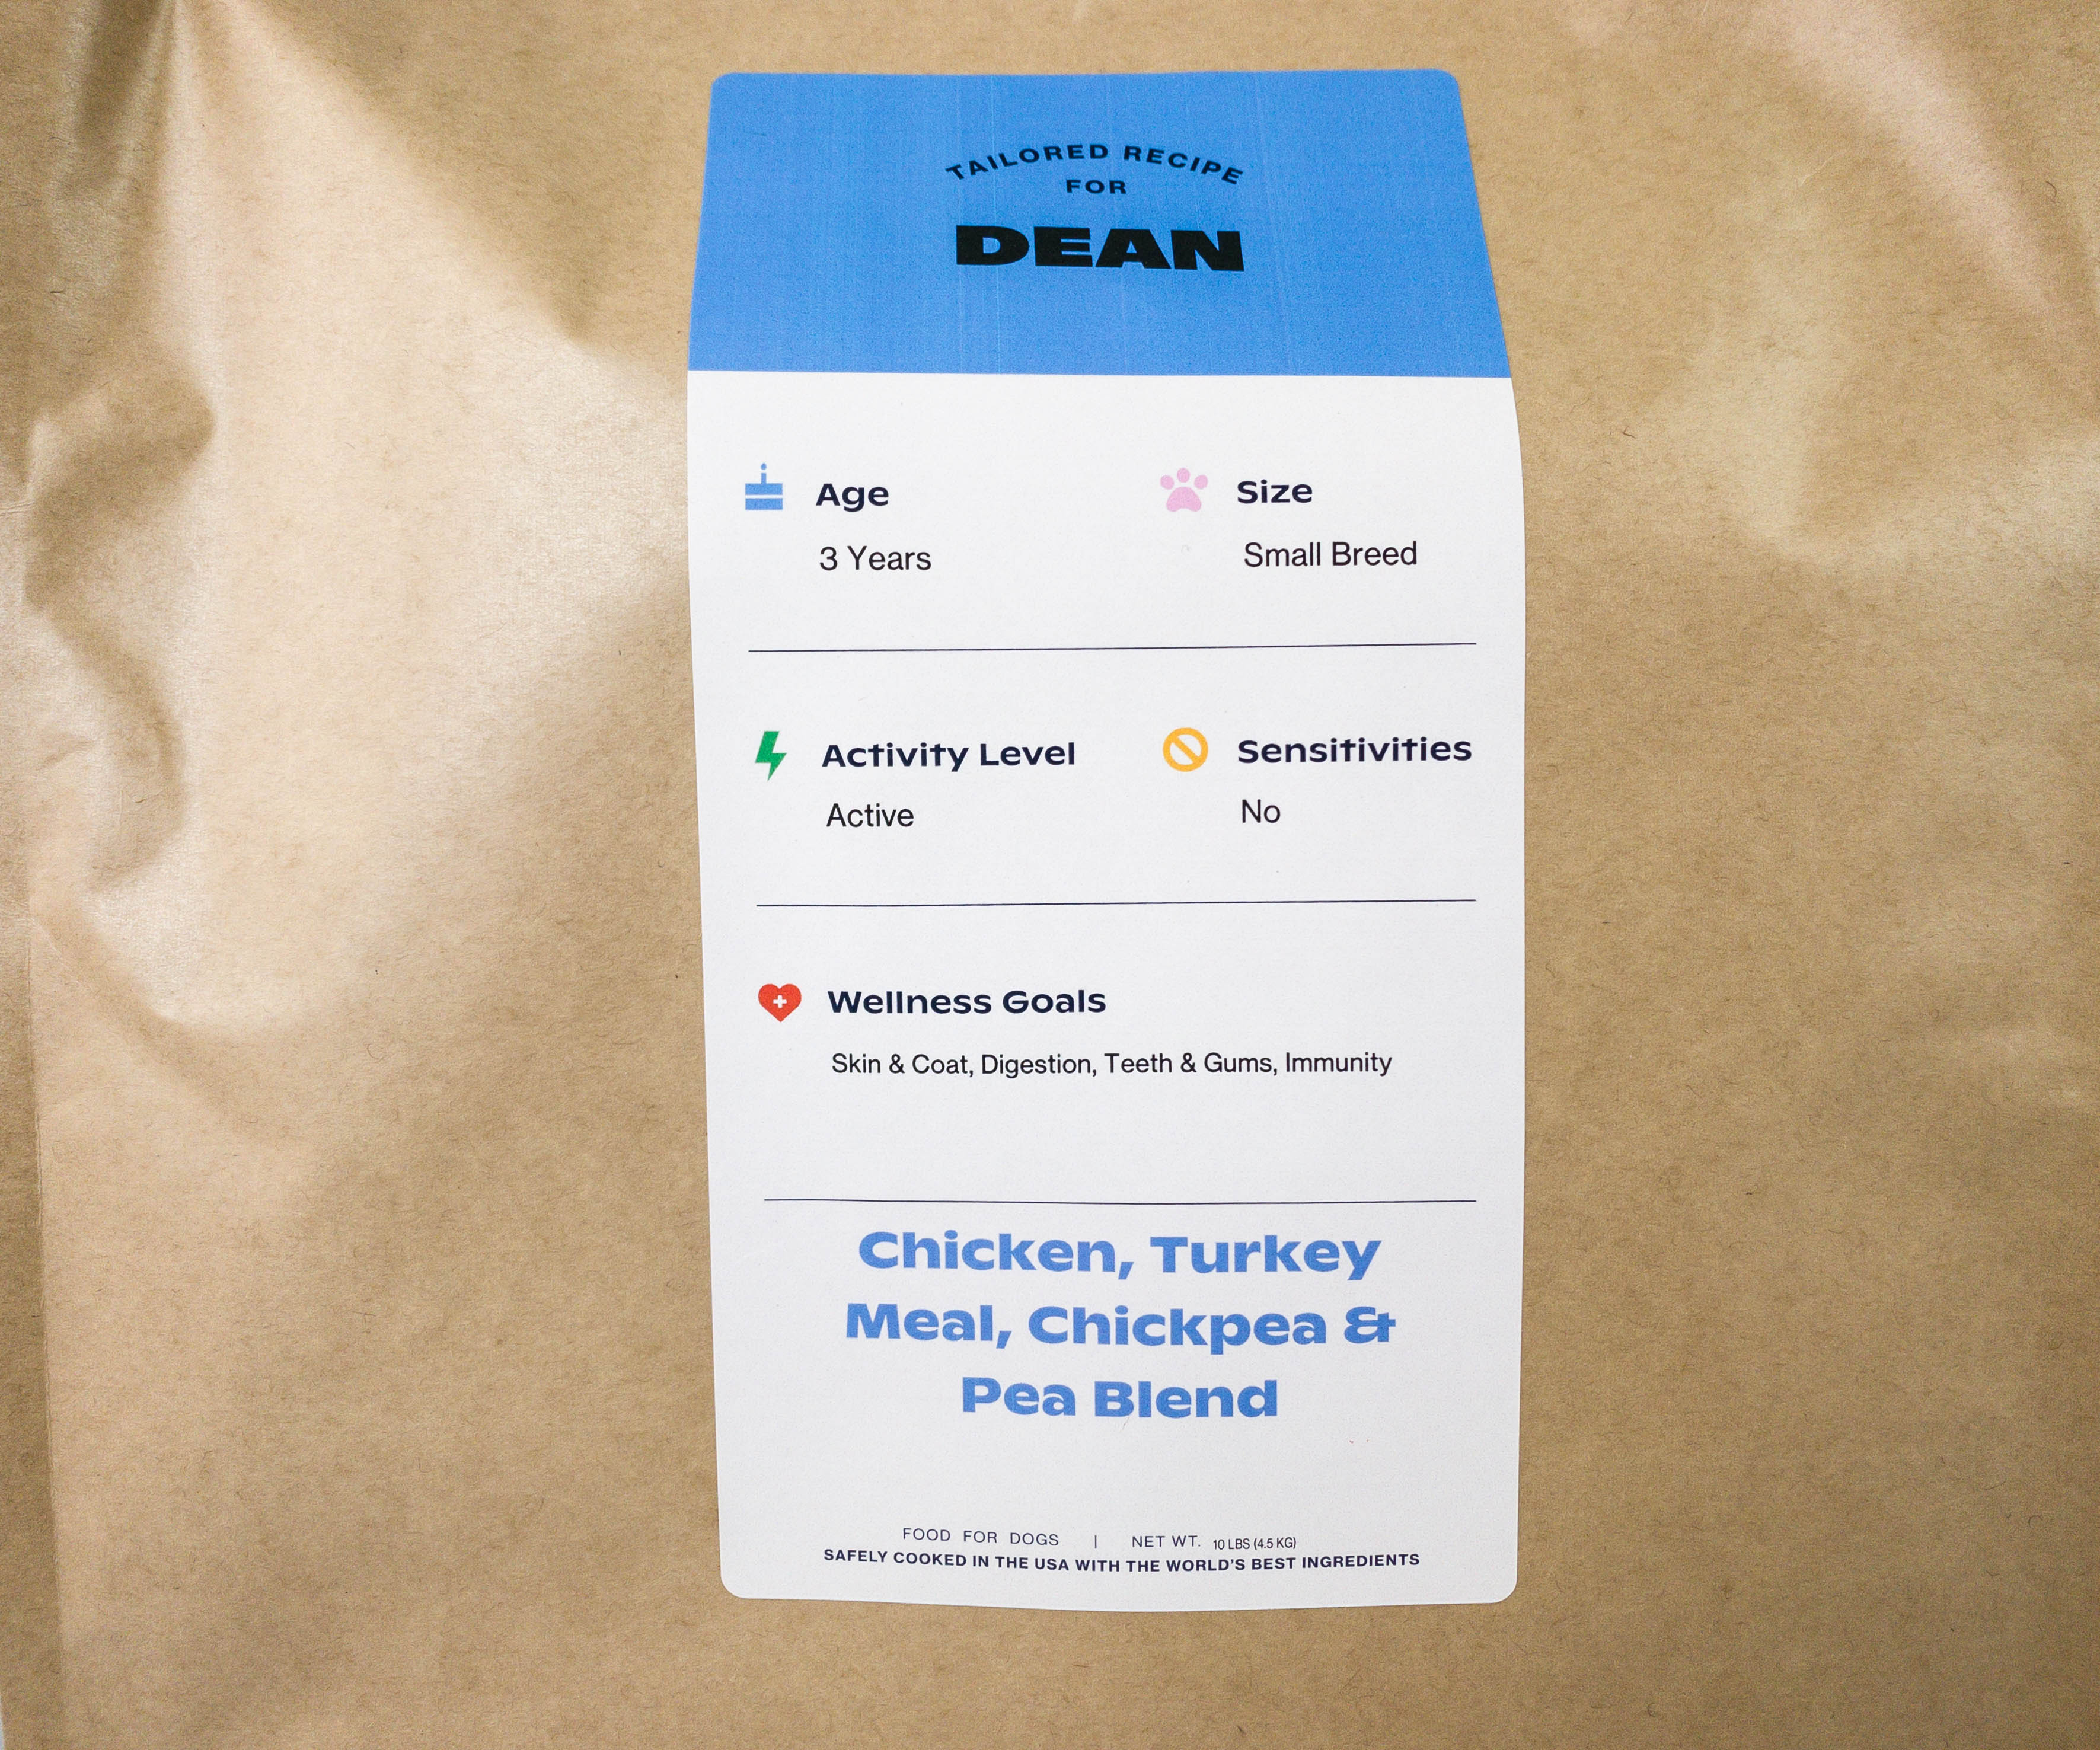 TAILORED RECIPE
FOR
DEAN
Age
3 Years
Size
Small Breed
Activity Level
Active
Sensitivities
No
Wellness Goals
Skin & Coat, Digestion, Teeth & Gums, Immunity
Chicken, Turkey
Meal, Chickpea &
Pea Blend
FOOD FOR DOGS | NET WT. 10 LBS (4.5 KG)
SAFELY COOKED IN THE USA WITH THE WORLD'S BEST INGREDIENTS